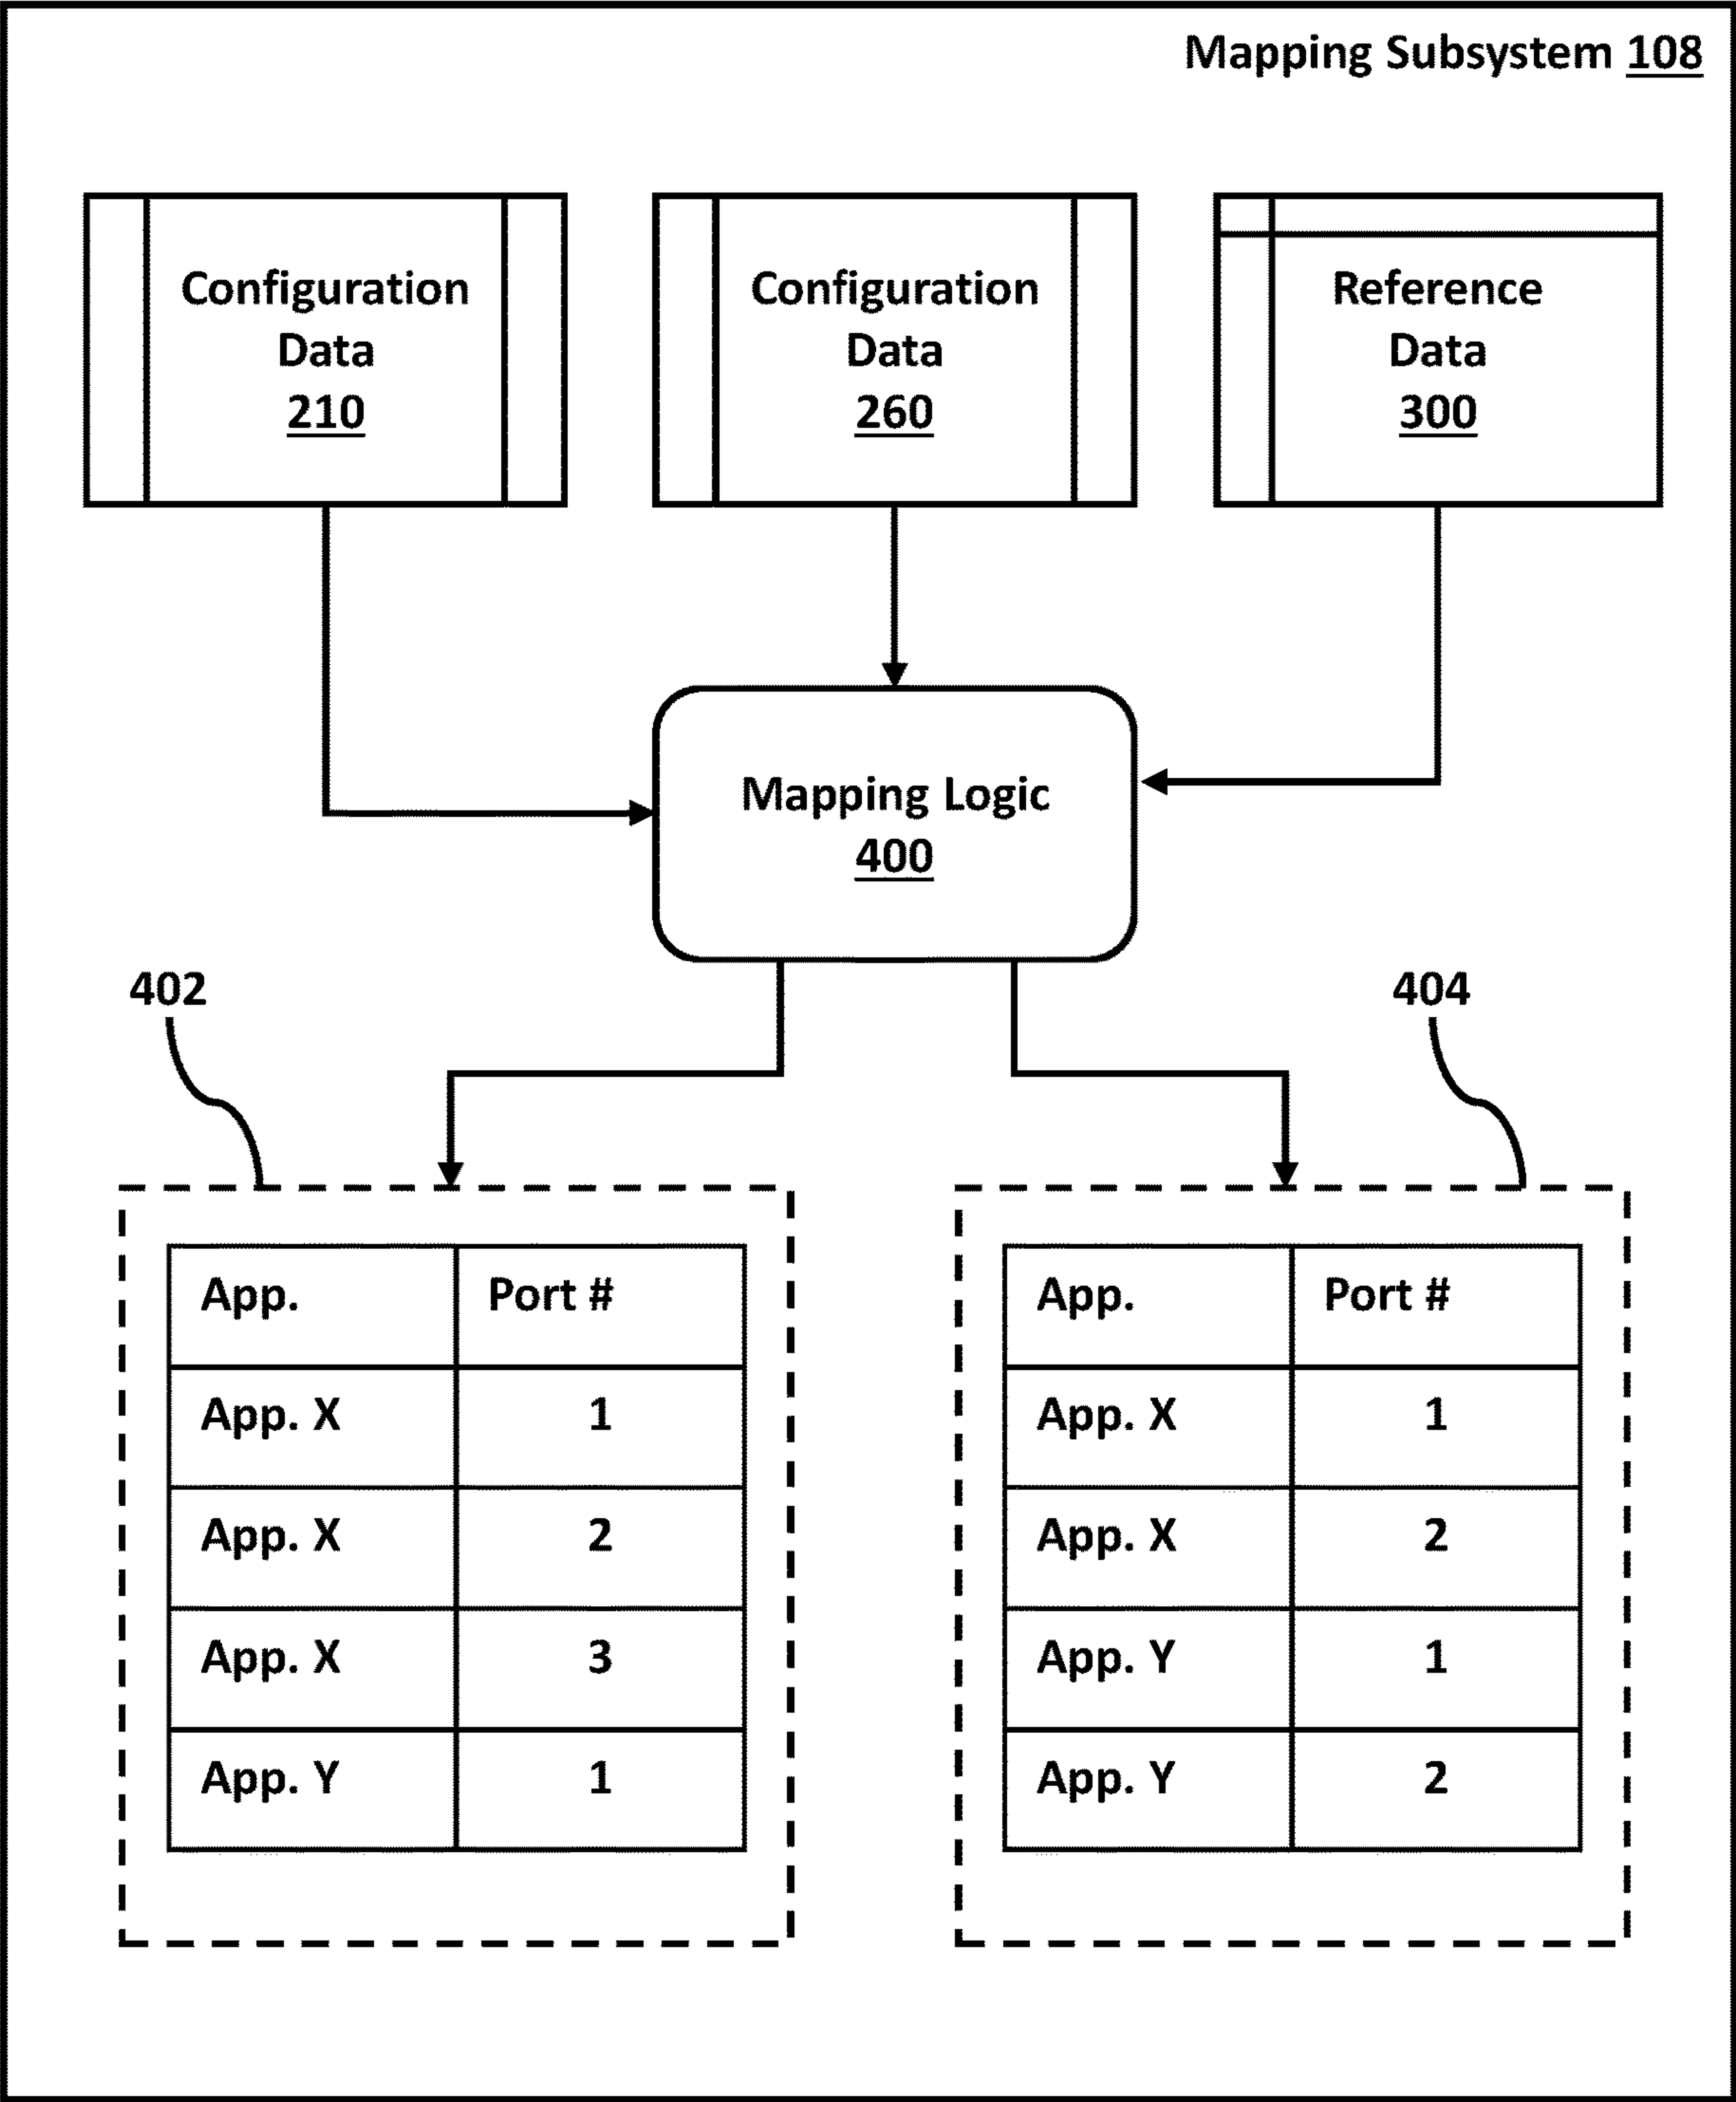 Mapping Subsystem 108
Configuration
Data
210
Configuration
Data
260
Reference
Data
300
Mapping Logic
400
402
404
App. Port #
App. X 1
App. X 2
App. X 3
App. Y 1
App. Port #
App. X 1
App. X 2
App. Y 1
App. Y 2